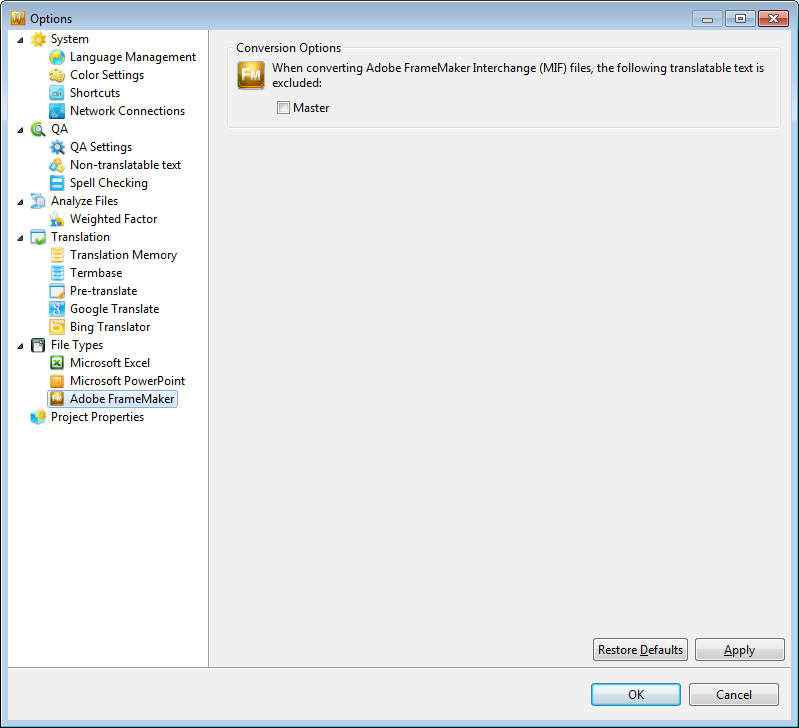 Options
System
Language Management
Color Settings
Shortcuts
Network Connections
QA
QA Settings
Non-translatable text
Spell Checking
Analyze Files
Weighted Factor
Translation
Translation Memory
Termbase
Pre-translate
Google Translate
Bing Translator
File Types
Microsoft Excel
Microsoft PowerPoint
Adobe FrameMaker
Project Properties
Conversion Options
FM
When converting Adobe FrameMaker Interchange (MIF) files, the following translatable text is
excluded:
Master
Restore Defaults
Apply
OK
Cancel